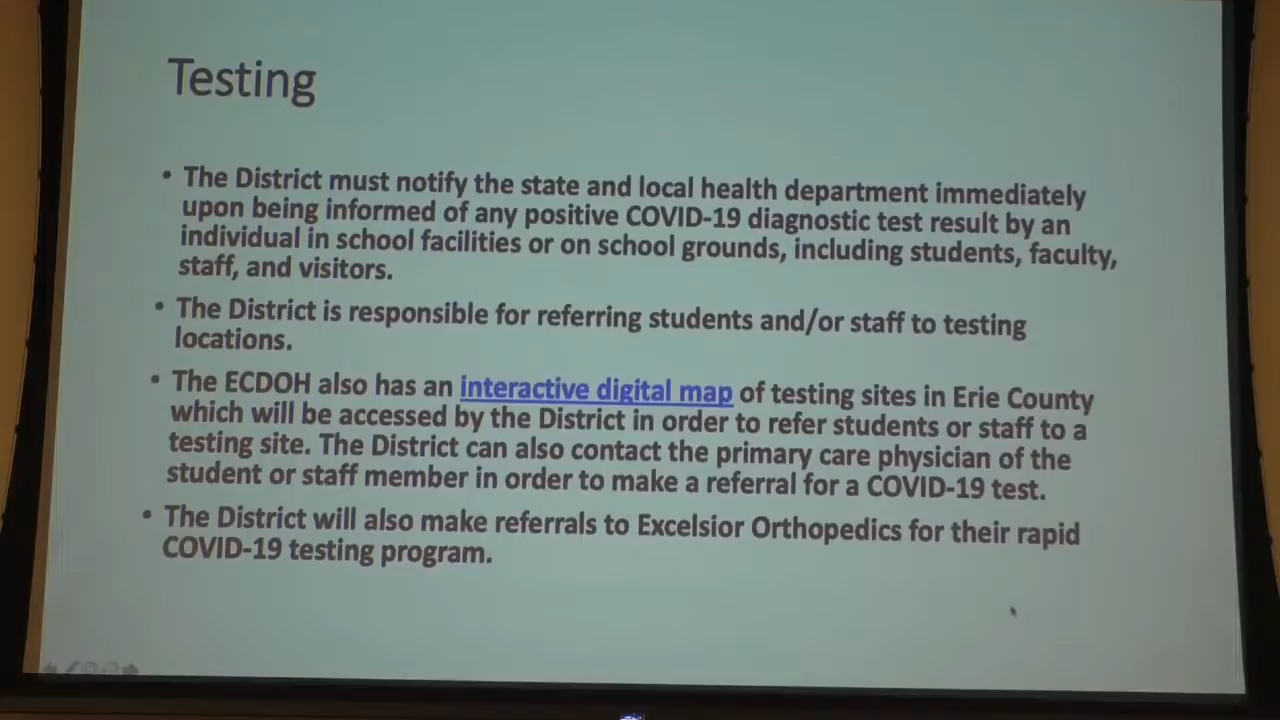 Testing
• The District must notify the state and local health department immediately
upon being informed of any positive COVID-19 diagnostic test result by an
individual in school facilities or on school grounds, including students, faculty,
staff, and visitors.
• The District is responsible for referring students and/or staff to testing
locations.
• The ECDOH also has an interactive digital map of testing sites in Erie County
which will be accessed by the District in order to refer students or staff to a
testing site. The District can also contact the primary care physician of the
student or staff member in order to make a referral for a COVID-19 test.
• The District will also make referrals to Excelsior Orthopedics for their rapid
COVID-19 testing program.